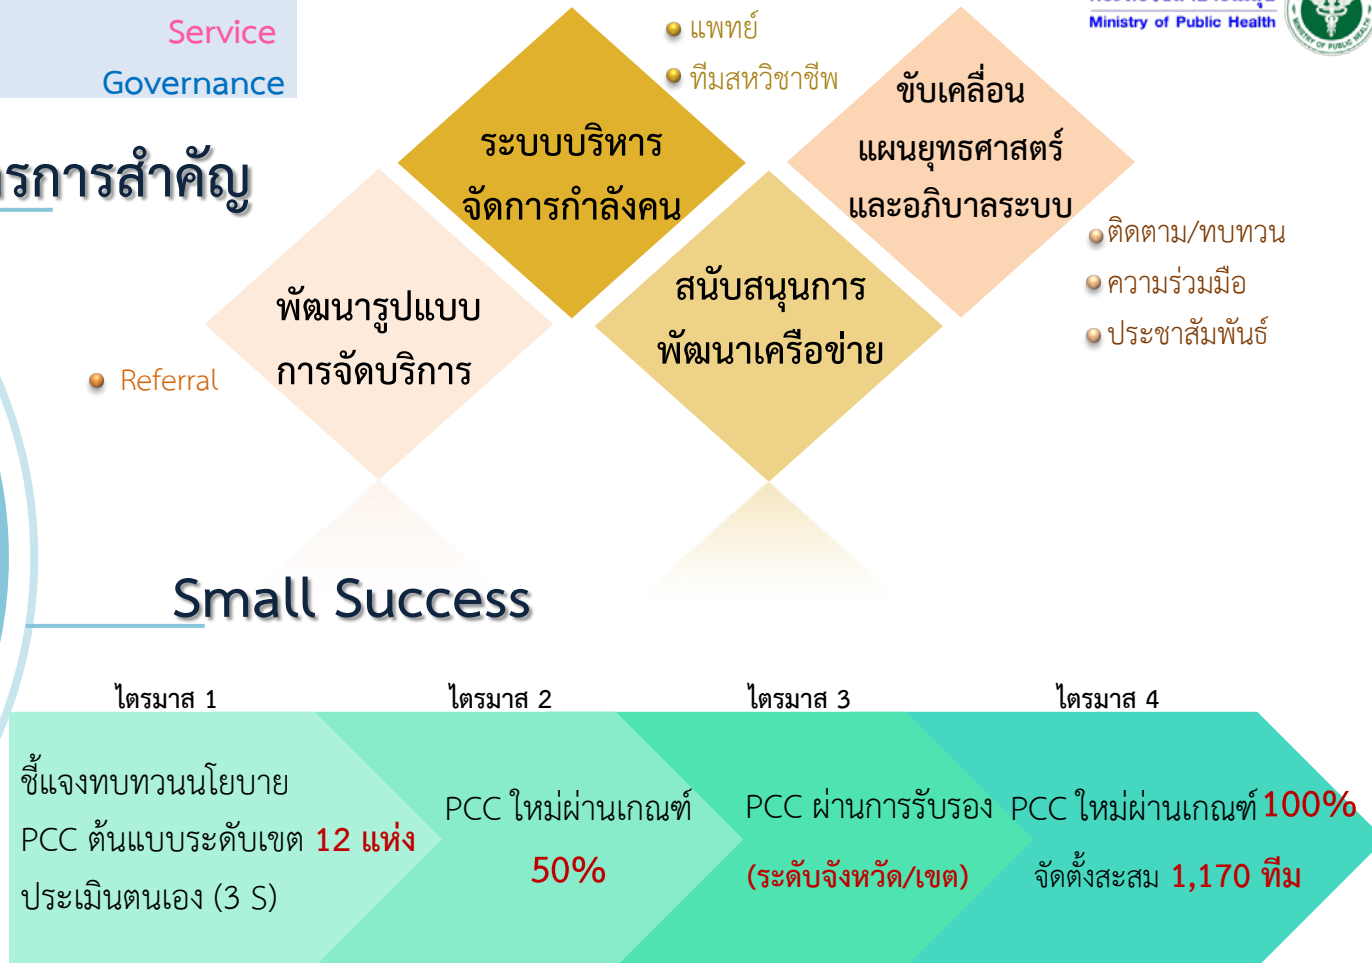 Service
Governance
Ministry of Public Health
การสำคัญ
แพทย์
ทีมสหวิชาชีพ
ระบบบริหาร
จัดการกำลังคน
ขับเคลื่อน
แผนยุทธศาสตร์
และอภิบาลระบบ
ติดตาม/ทบทวน
ความร่วมมือ
ประชาสัมพันธ์
พัฒนารูปแบบ
การจัดบริการ
Referral
สนับสนุนการ
พัฒนาเครือข่าย
Small Success
ไตรมาส 1
ไตรมาส 2
ไตรมาส 3
ไตรมาส 4
ชี้แจงทบทวนนโยบาย
PCC ต้นแบบระดับเขต 12 แห่ง
ประเมินตนเอง (3 S)
PCC ใหม่ผ่านเกณฑ์
50%
PCC ผ่านการรับรอง
(ระดับจังหวัด/เขต)
PCC ใหม่ผ่านเกณฑ์ 100%
จัดตั้งสะสม 1,170 ทีม